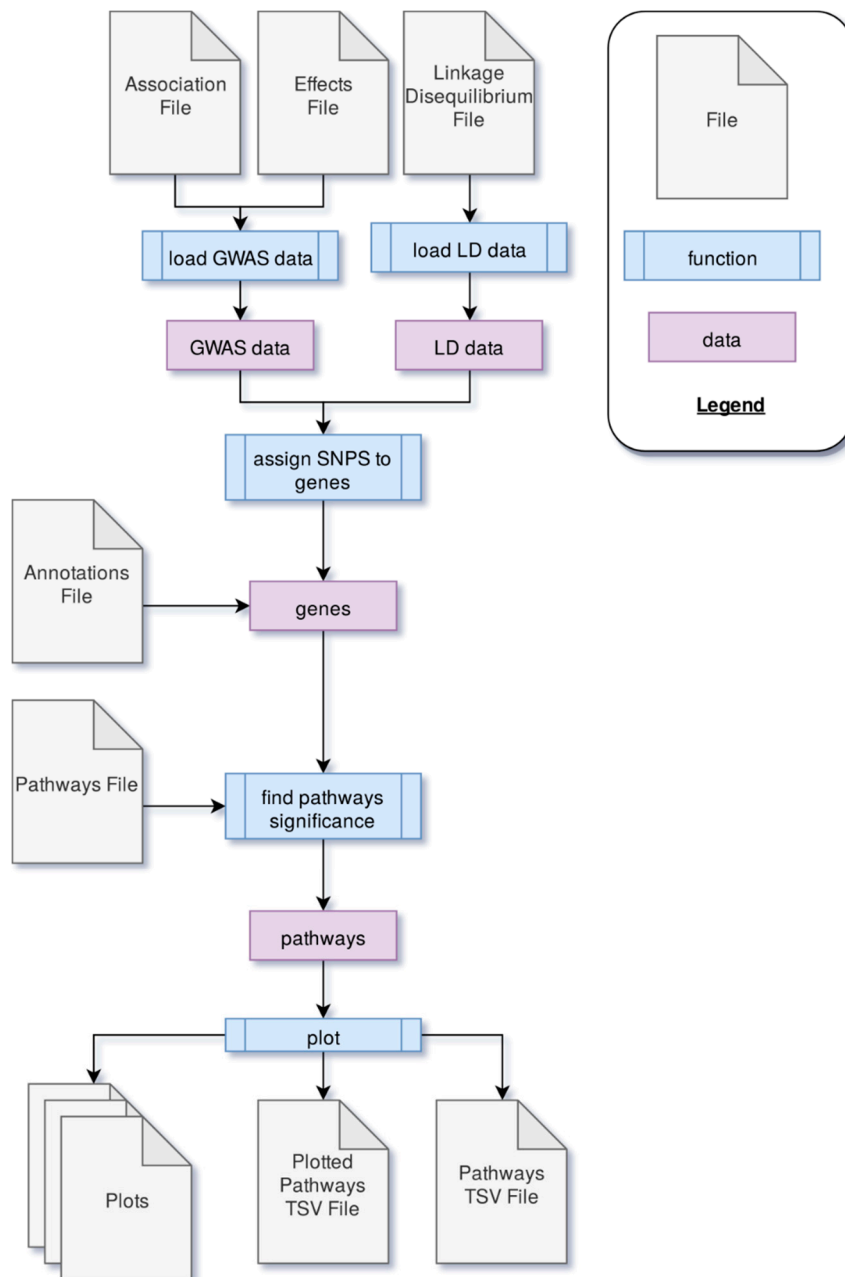 Association
File
Effects
File
Linkage
Disequilibrium
File
File
load GWAS data
load LD data
function
GWAS data
LD data
data
Legend
assign SNPS to
genes
Annotations
File
genes
Pathways File
find pathways
significance
pathways
plot
Plots
Plotted
Pathways
TSV File
Pathways
TSV File